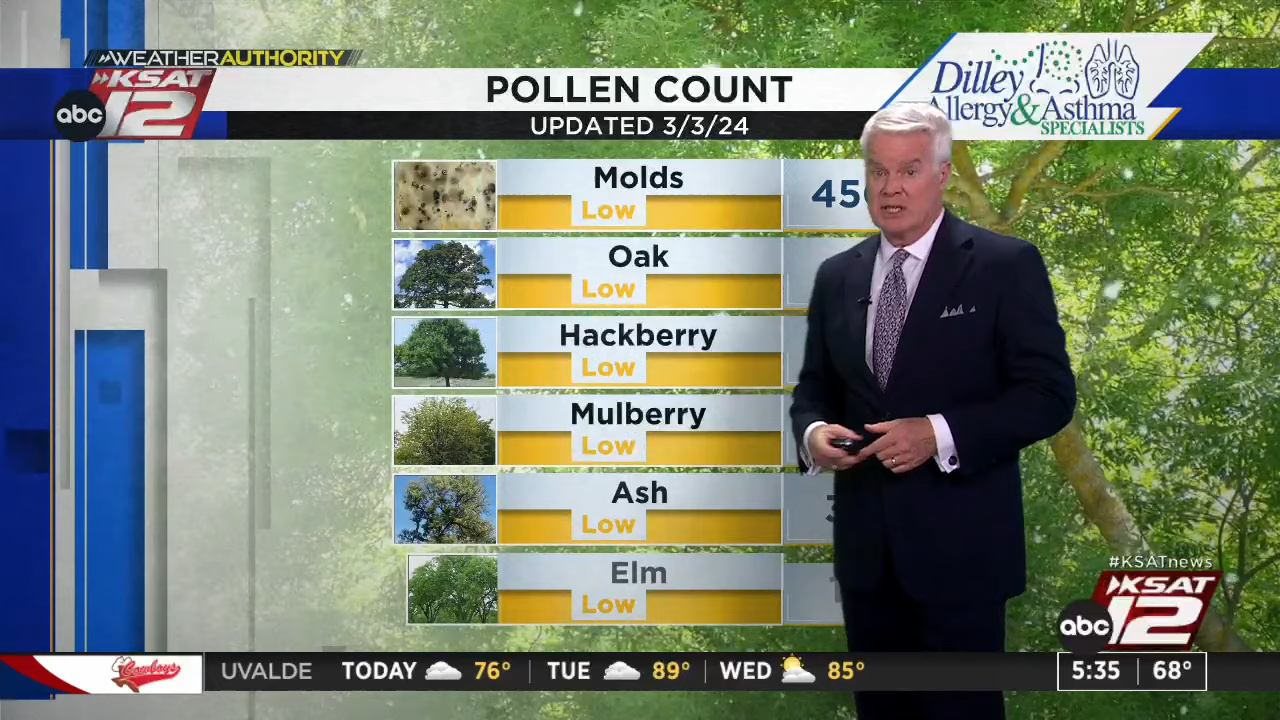 WEATHERAUTHORITY
KSAT
abc 12
POLLEN COUNT
UPDATED 3/3/24
Dilley
Allergy&Asthma
SPECIALISTS
Molds
Low
Oak
Low
Hackberry
Low
Mulberry
Low
Ash
Low
Elm
Low
#KSATnews
KSAT
abc 12
Cowboys
UVALDE TODAY 76° TUE 89° WED 85°
5:35 68°